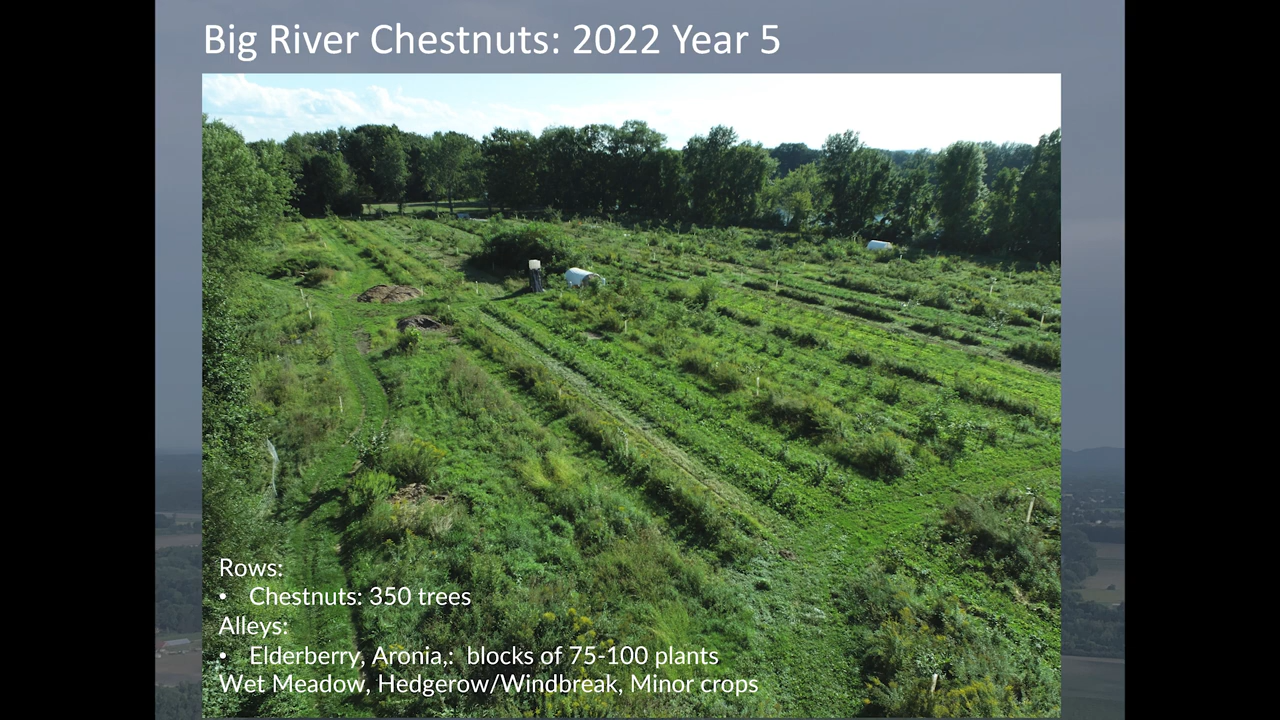 Big River Chestnuts: 2022 Year 5
Rows:
• Chestnuts: 350 trees
Alleys:
• Elderberry, Aronia,: blocks of 75-100 plants
Wet Meadow, Hedgerow/Windbreak, Minor crops